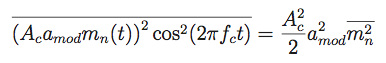 $\overline{(A_c a_{mod} m_n(t))^2 \cos^2(2\pi f_c t)} = \frac{A_c^2}{2} a_{mod}^2 \overline{m_n^2}$